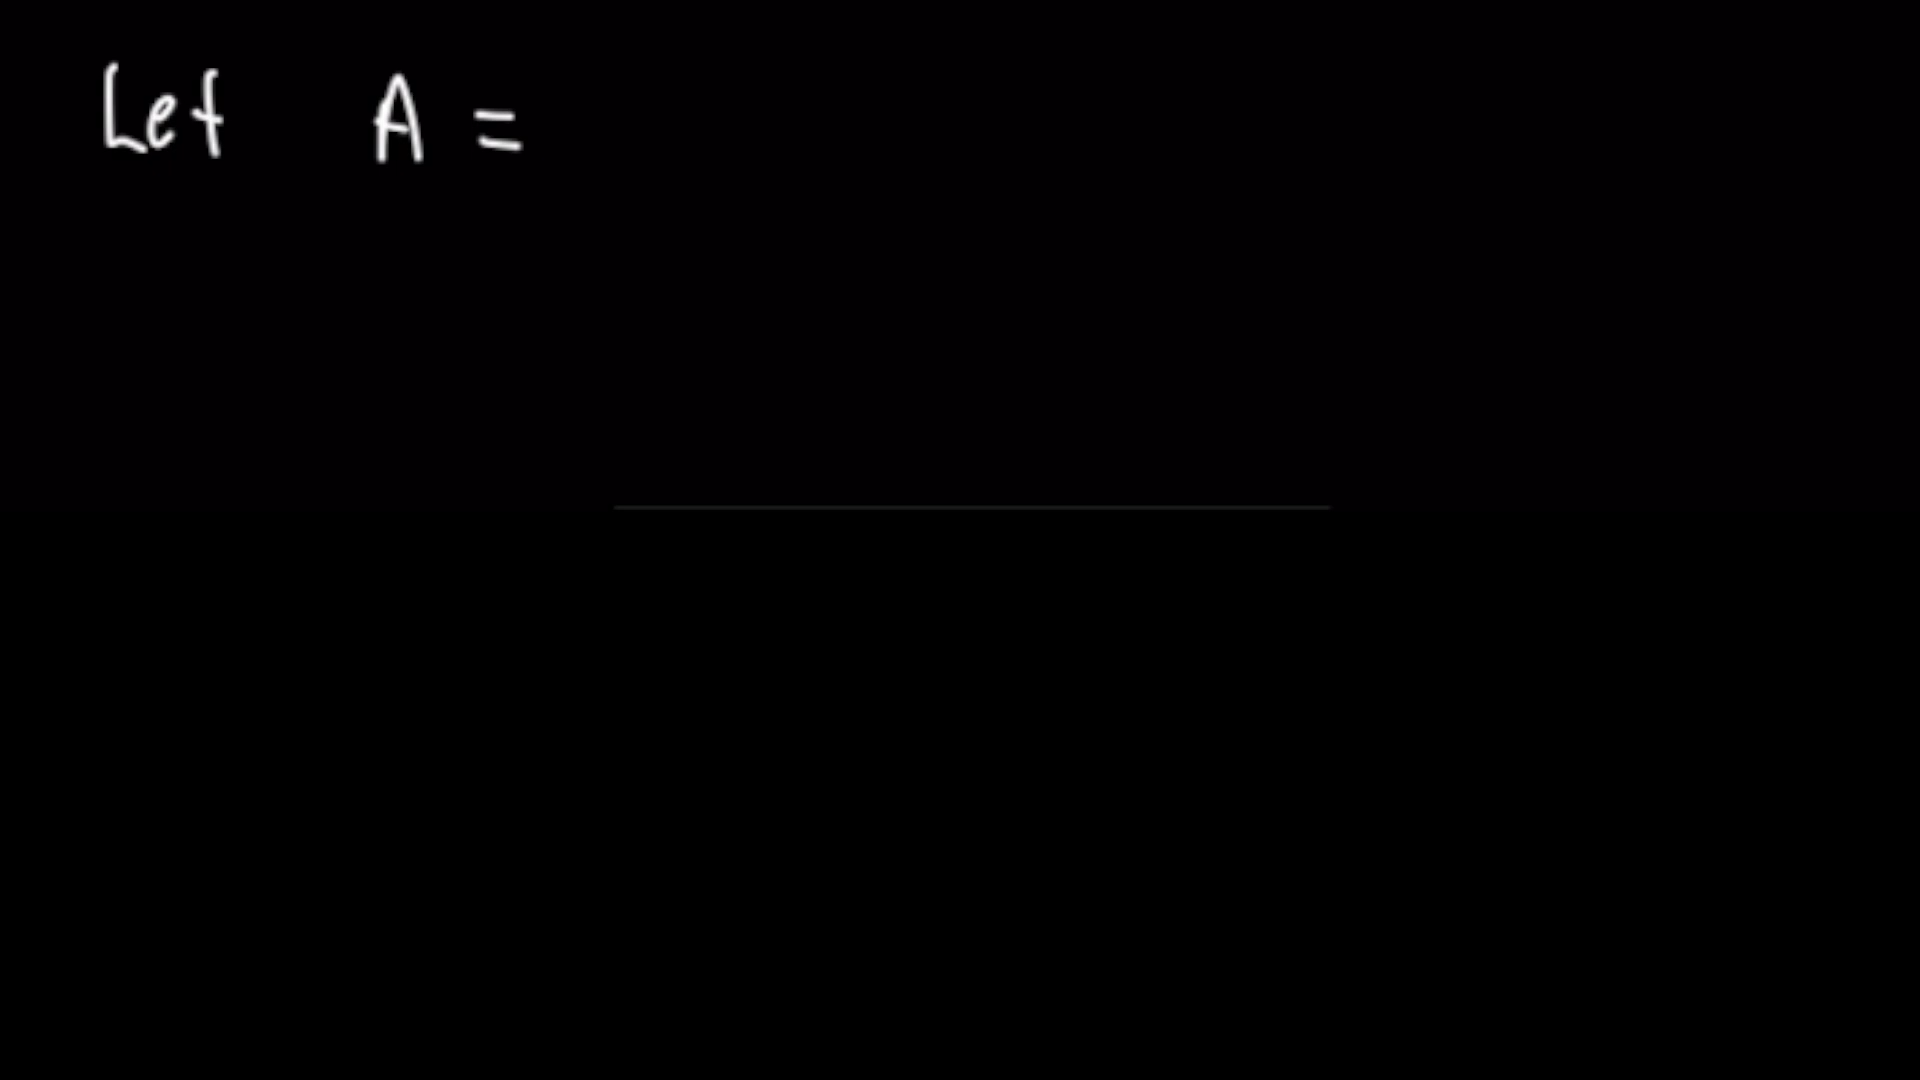 Let A =